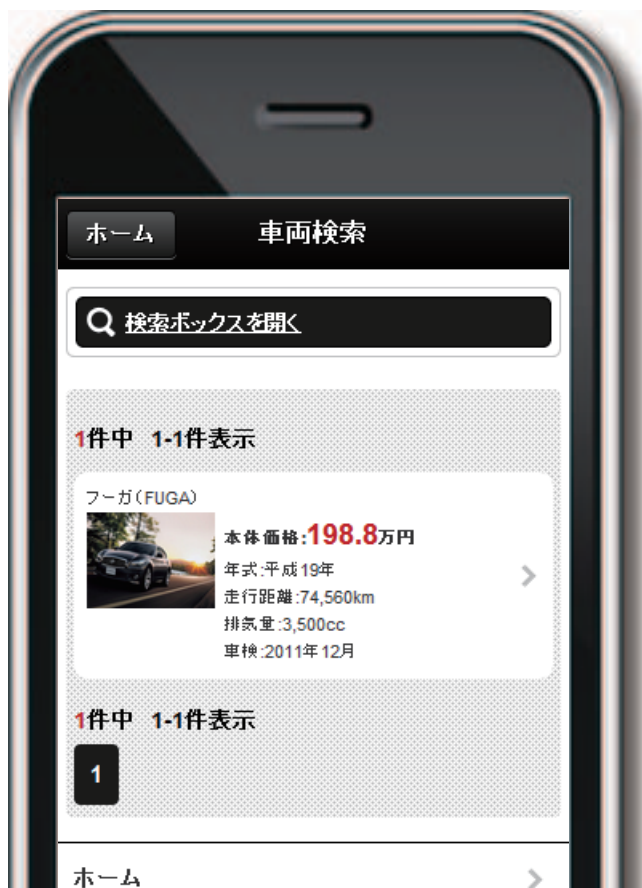 ホーム
車両検索
検索ボックスを開く
1件中 1-1件表示
フーガ(FUGA)
本体価格:198.8万円
年式:平成19年
走行距離:74,560km
排気量:3,500cc
車検:2011年12月
1件中 1-1件表示
1
ホーム